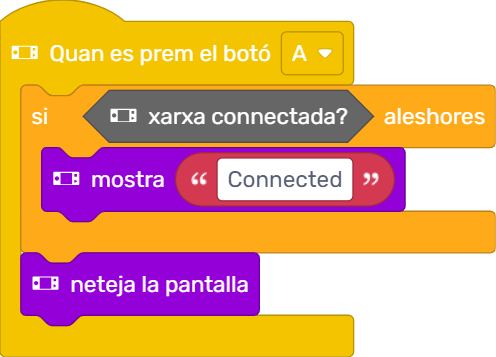 Quan es prem el botó A
si xarxa connectada? aleshores
mostra “ Connected ”
neteja la pantalla